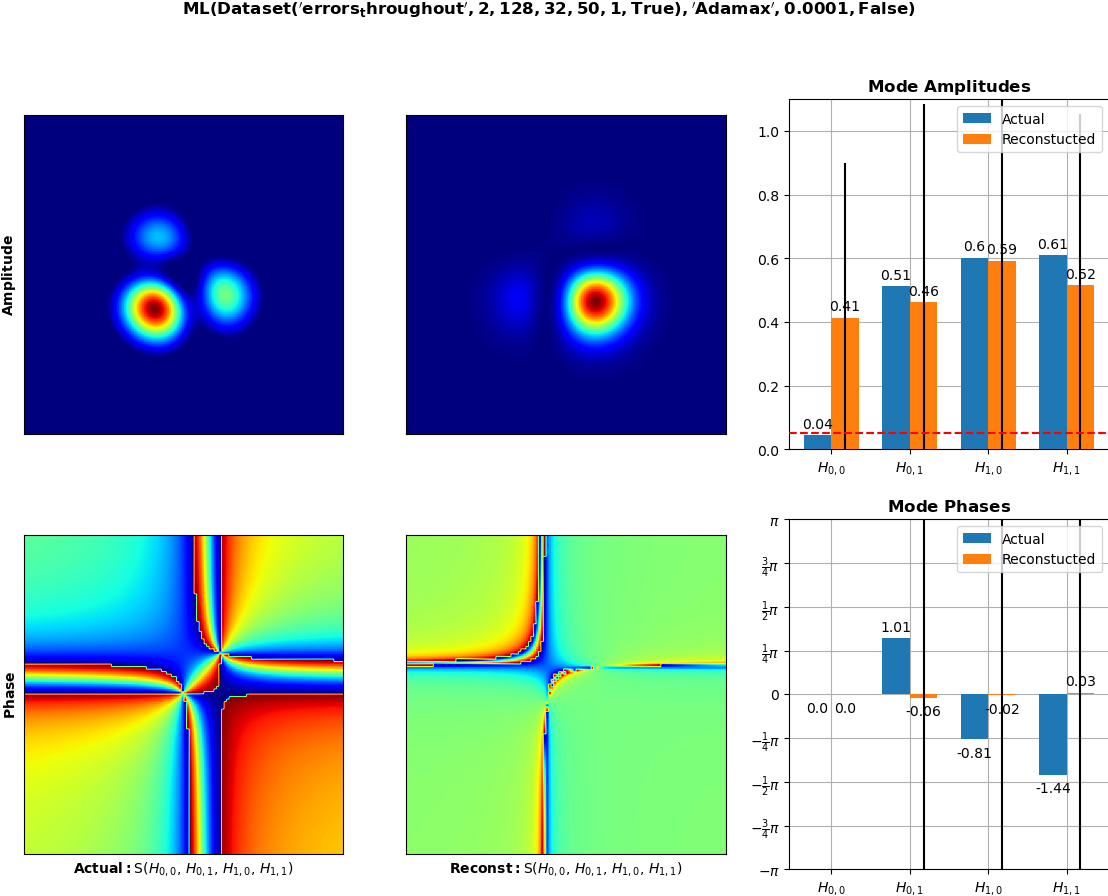 ML(Dataset('errors_throughout', 2, 128, 32, 50, 1, True), 'Adamax', 0.0001, False)
Amplitude
Mode Amplitudes
Actual
Reconstucted
1.0
0.8
0.6
0.4
0.2
0.0
0.04
0.41
0.51
0.46
0.6
0.59
0.61
0.52
H0,0
H0,1
H1,0
H1,1
Phase
Actual: S(H0,0, H0,1, H1,0, H1,1)
Reconst: S(H0,0, H0,1, H1,0, H1,1)
Mode Phases
Actual
Reconstucted
π
3/4π
1/2π
1/4π
0
−1/4π
−1/2π
−3/4π
−π
0.0
0.0
1.01
-0.06
-0.81
-0.02
-1.44
0.03
H0,0
H0,1
H1,0
H1,1